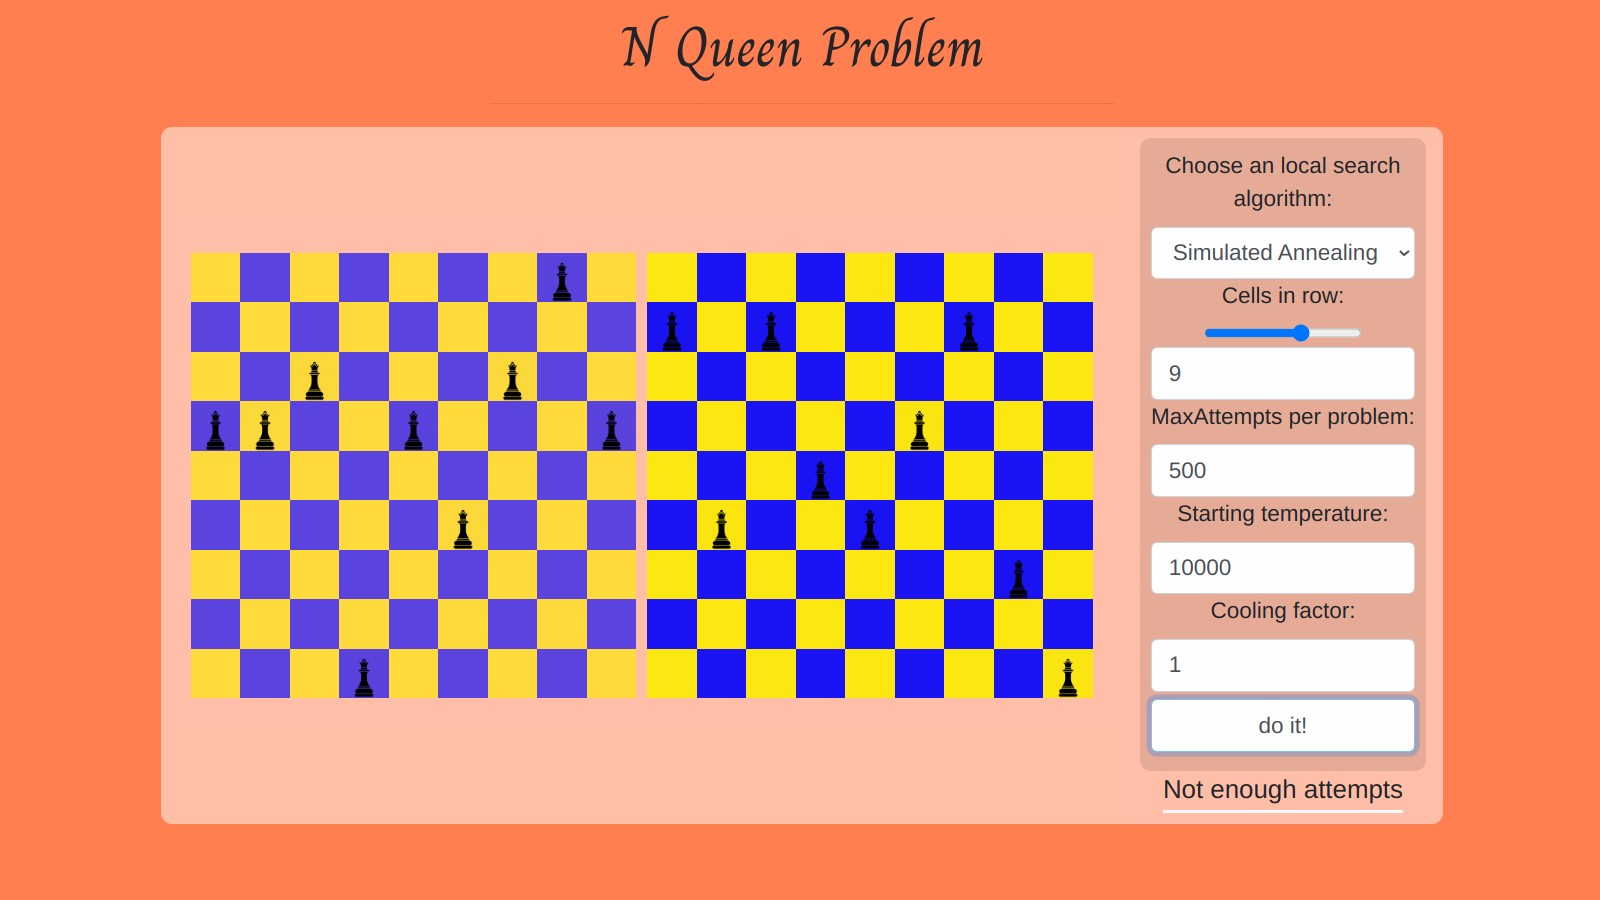 N Queen Problem
Choose an local search
algorithm:
Simulated Annealing
Cells in row:
9
MaxAttempts per problem:
500
Starting temperature:
10000
Cooling factor:
1
do it!
Not enough attempts